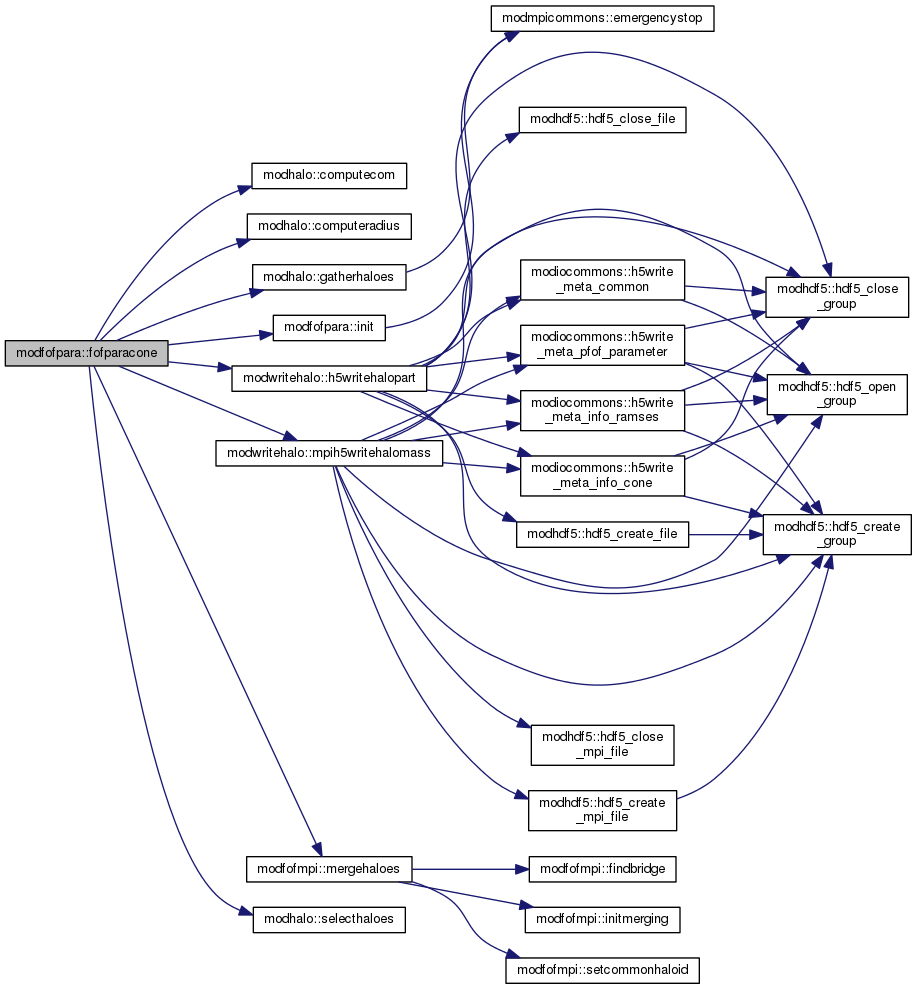 modmpicommons::emergencystop
modhdf5::hdf5_close_file
modhalo::computecom
modhalo::computeradius
modhalo::gatherhaloes
modiocommons::h5write
_meta_common
modhdf5::hdf5_close
_group
modfofpara::init
modfofpara::fofparacone
modiocommons::h5write
_meta_pfof_parameter
modwritehalo::h5writehalopart
modhdf5::hdf5_open
_group
modiocommons::h5write
_meta_info_ramses
modwritehalo::mpih5writehalomass
modiocommons::h5write
_meta_info_cone
modhdf5::hdf5_create_file
modhdf5::hdf5_create
_group
modhdf5::hdf5_close
_mpi_file
modhdf5::hdf5_create
_mpi_file
modfofmpi::mergehaloes
modfofmpi::findbridge
modhalo::selecthaloes
modfofmpi::initmerging
modfofmpi::setcommonhaloid